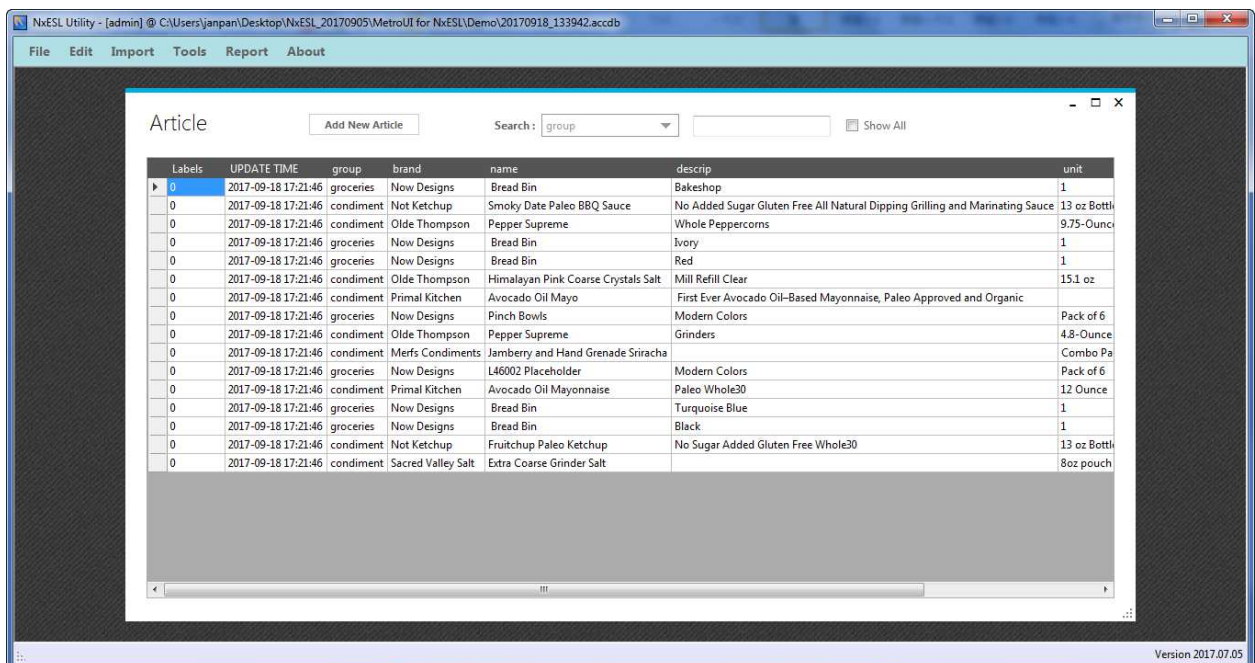 NxESL Utility - [admin] @ C:\Users\janpan\Desktop\NxESL_20170905\MetroUI for NxESL\Demo\20170918_133942.accdb
File Edit Import Tools Report About
Article Add New Article Search : group Show All
Labels UPDATE TIME group brand name descrip unit
0 2017-09-18 17:21:46 groceries Now Designs Bread Bin Bakeshop 1
0 2017-09-18 17:21:46 condiment Not Ketchup Smoky Date Paleo BBQ Sauce No Added Sugar Gluten Free All Natural Dipping Grilling and Marinating Sauce 13 oz Bottl
0 2017-09-18 17:21:46 condiment Olde Thompson Pepper Supreme Whole Peppercorns 9.75-Ounc
0 2017-09-18 17:21:46 groceries Now Designs Bread Bin Ivory 1
0 2017-09-18 17:21:46 groceries Now Designs Bread Bin Red 1
0 2017-09-18 17:21:46 condiment Olde Thompson Himalayan Pink Coarse Crystals Salt Mill Refill Clear 15.1 oz
0 2017-09-18 17:21:46 condiment Primal Kitchen Avocado Oil Mayo First Ever Avocado Oil–Based Mayonnaise, Paleo Approved and Organic
0 2017-09-18 17:21:46 groceries Now Designs Pinch Bowls Modern Colors Pack of 6
0 2017-09-18 17:21:46 condiment Olde Thompson Pepper Supreme Grinders 4.8-Ounce
0 2017-09-18 17:21:46 condiment Merfs Condiments Jamberry and Hand Grenade Sriracha Combo Pa
0 2017-09-18 17:21:46 groceries Now Designs L46002 Placeholder Modern Colors Pack of 6
0 2017-09-18 17:21:46 condiment Primal Kitchen Avocado Oil Mayonnaise Paleo Whole30 12 Ounce
0 2017-09-18 17:21:46 groceries Now Designs Bread Bin Turquoise Blue 1
0 2017-09-18 17:21:46 groceries Now Designs Bread Bin Black 1
0 2017-09-18 17:21:46 condiment Not Ketchup Fruitchup Paleo Ketchup No Sugar Added Gluten Free Whole30 13 oz Bottl
0 2017-09-18 17:21:46 condiment Sacred Valley Salt Extra Coarse Grinder Salt 8oz pouch
Version 2017.07.05